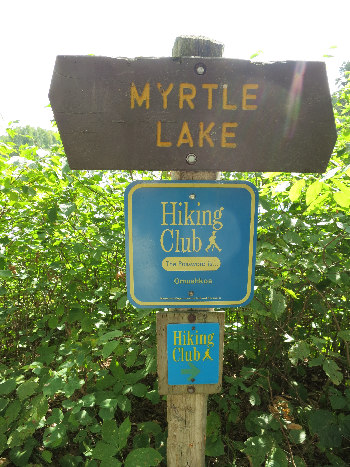 MYRTLE
LAKE
Hiking
Club
The Password is...
Hiking
Club